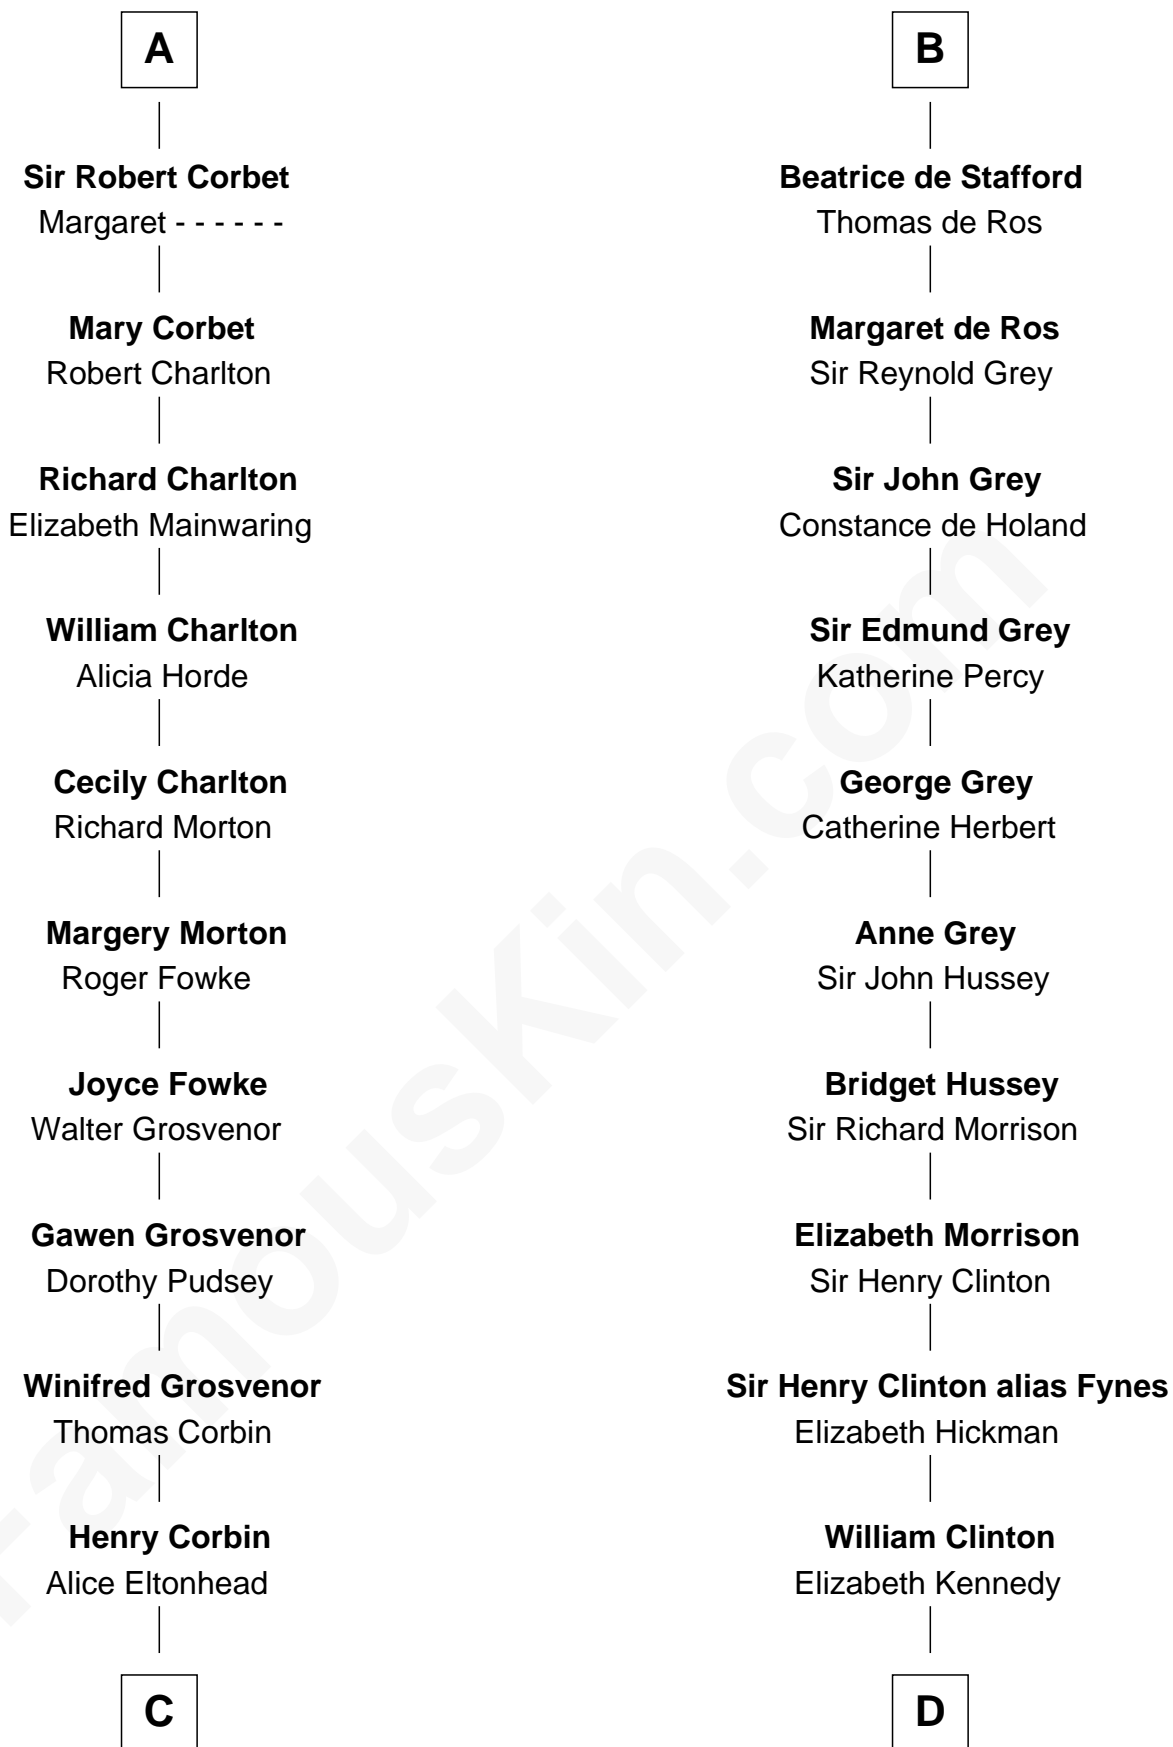 A
Sir Robert Corbet
Margaret - - - - - -
Mary Corbet
Robert Charlton
Richard Charlton
Elizabeth Mainwaring
William Charlton
Alicia Horde
Cecily Charlton
Richard Morton
Margery Morton
Roger Fowke
Joyce Fowke
Walter Grosvenor
Gawen Grosvenor
Dorothy Pudsey
Winifred Grosvenor
Thomas Corbin
Henry Corbin
Alice Eltonhead
C
B
Beatrice de Stafford
Thomas de Ros
Margaret de Ros
Sir Reynold Grey
Sir John Grey
Constance de Holand
Sir Edmund Grey
Katherine Percy
George Grey
Catherine Herbert
Anne Grey
Sir John Hussey
Bridget Hussey
Sir Richard Morrison
Elizabeth Morrison
Sir Henry Clinton
Sir Henry Clinton alias Fynes
Elizabeth Hickman
William Clinton
Elizabeth Kennedy
D
FamousKin.com